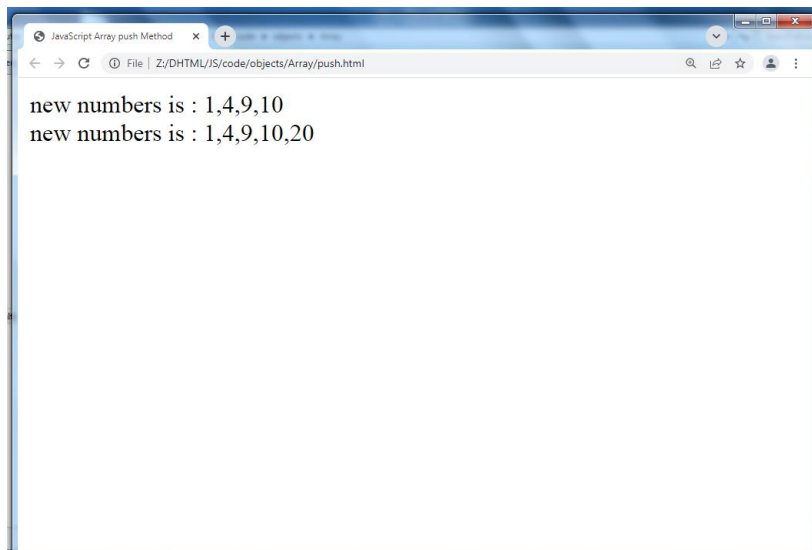 JavaScript Array push Method
File | Z:/DHTML/JS/code/objects/Array/push.html
new numbers is : 1,4,9,10
new numbers is : 1,4,9,10,20